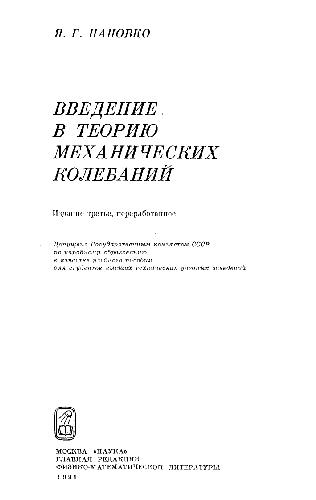 Я. Г. ПАНОВКО
ВВЕДЕНИЕ
В ТЕОРИЮ
МЕХАНИЧЕСКИХ
КОЛЕБАНИЙ
Издание третье, переработанное
Допущено Государственным комитетом СССР
по народному образованию
в качестве учебного пособия
для студентов высших технических учебных заведений
МОСКВА «НАУКА»
ГЛАВНАЯ РЕДАКЦИЯ
ФИЗИКО-МАТЕМАТИЧЕСКОЙ ЛИТЕРАТУРЫ
1991